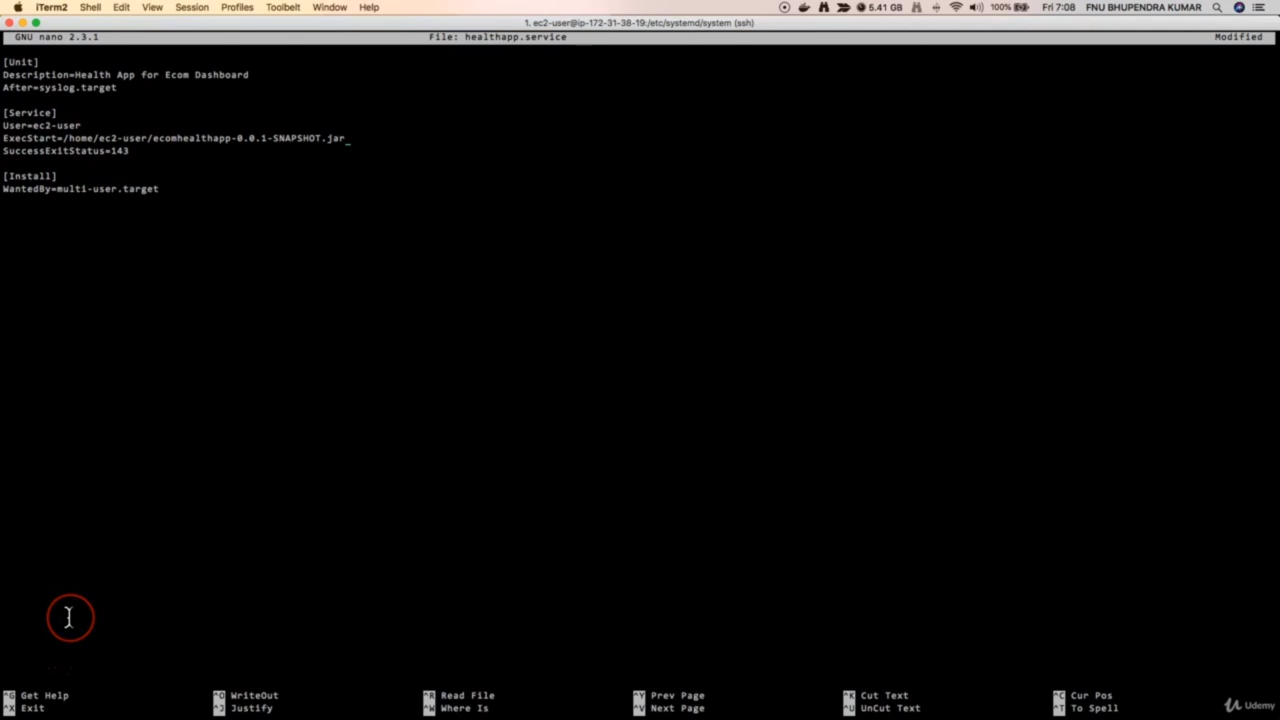 iTerm2 Shell Edit View Session Profiles Toolbelt Window Help 5.41 GB 100% Fri 7:08 FNU BHUPENDRA KUMAR
1. ec2-user@ip-172-31-38-19:/etc/systemd/system (ssh)
GNU nano 2.3.1 File: healthapp.service Modified
[Unit]
Description=Health App for Ecom Dashboard
After=syslog.target
[Service]
User=ec2-user
ExecStart=/home/ec2-user/ecomhealthapp-0.0.1-SNAPSHOT.jar
SuccessExitStatus=143
[Install]
WantedBy=multi-user.target
^G Get Help ^O WriteOut ^R Read File ^Y Prev Page ^K Cut Text ^C Cur Pos
^X Exit ^J Justify ^W Where Is ^V Next Page ^U UnCut Text ^T To Spell
Udemy